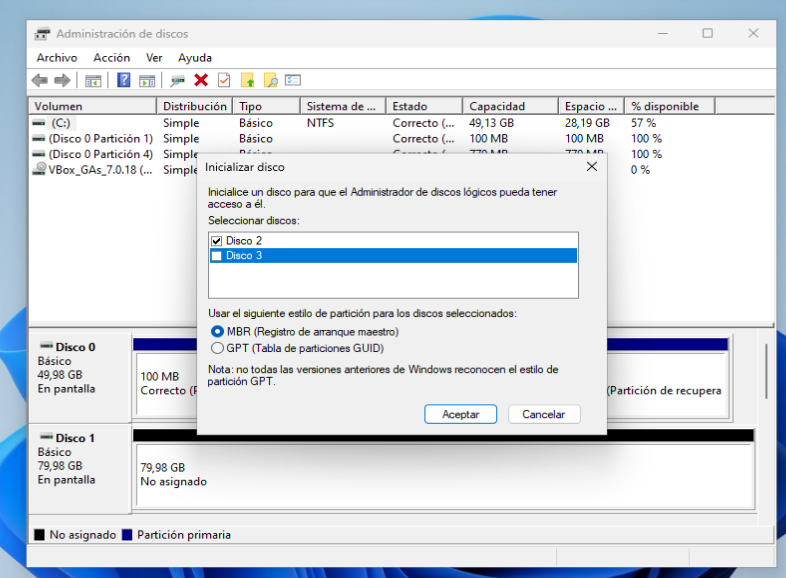 Administración de discos
Archivo Acción Ver Ayuda
Volumen Distribución Tipo Sistema de ... Estado Capacidad Espacio ... % disponible
(C:) Simple Básico NTFS Correcto (... 49,13 GB 28,19 GB 57 %
(Disco 0 Partición 1) Simple Básico Correcto (... 100 MB 100 MB 100 %
(Disco 0 Partición 4) Simple Básico Correcto (... 770 MB 770 MB 100 %
VBox_GAs_7.0.18 (... Simple 0 %
Inicializar disco
Inicialice un disco para que el Administrador de discos lógicos pueda tener
acceso a él.
Seleccionar discos:
Disco 2
Disco 3
Usar el siguiente estilo de partición para los discos seleccionados:
MBR (Registro de arranque maestro)
GPT (Tabla de particiones GUID)
Nota: no todas las versiones anteriores de Windows reconocen el estilo de
partición GPT.
Aceptar Cancelar
Disco 0
Básico
49,98 GB
En pantalla
100 MB
Correcto (P
(Partición de recupera
Disco 1
Básico
79,98 GB
En pantalla
79,98 GB
No asignado
No asignado Partición primaria